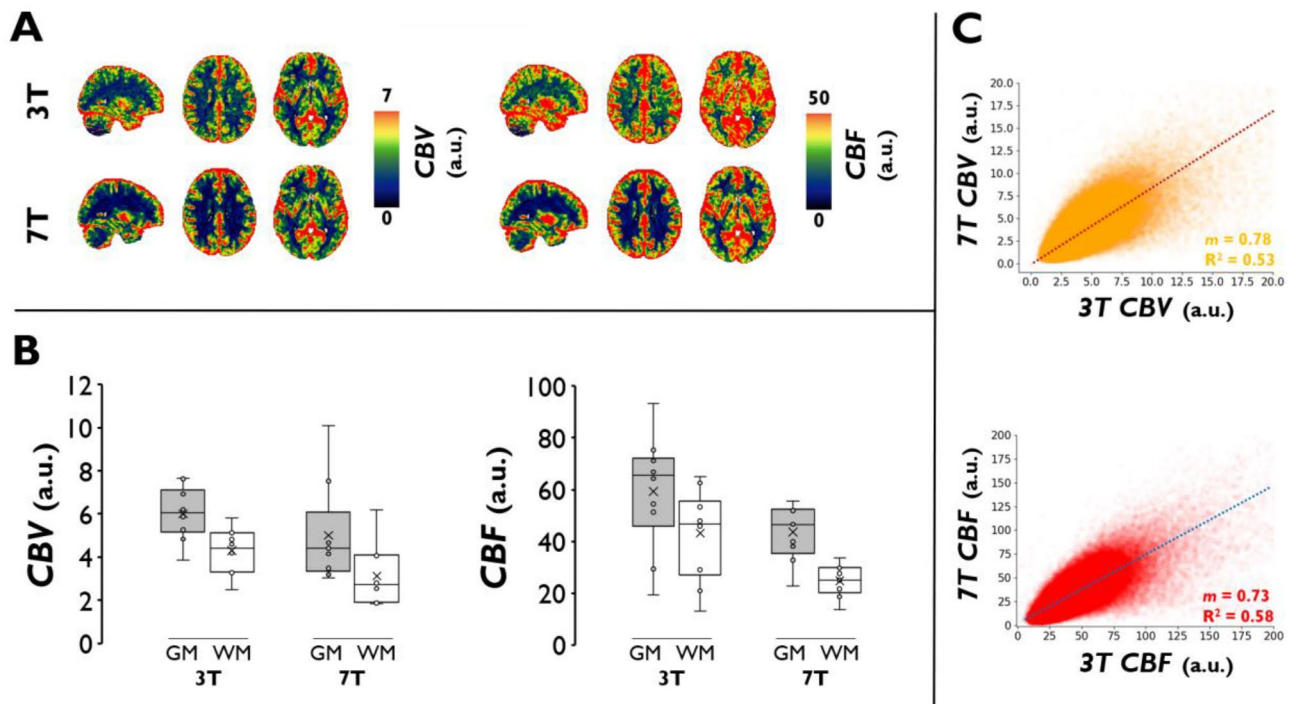 A
3T
7T
7
CBV
(a.u.)
0
50
CBF
(a.u.)
0
B
CBV (a.u.)
12
10
8
6
4
2
0
GM WM GM WM
3T 7T
CBF (a.u.)
100
80
60
40
20
0
GM WM GM WM
3T 7T
C
7T CBV (a.u.)
20.0
17.5
15.0
12.5
10.0
7.5
5.0
2.5
0.0
m = 0.78
R² = 0.53
0 2.5 5.0 7.5 10.0 12.5 15.0 17.5 20.0
3T CBV (a.u.)
7T CBF (a.u.)
200
175
150
125
100
75
50
25
0
m = 0.73
R² = 0.58
0 25 50 75 100 125 150 175 200
3T CBF (a.u.)